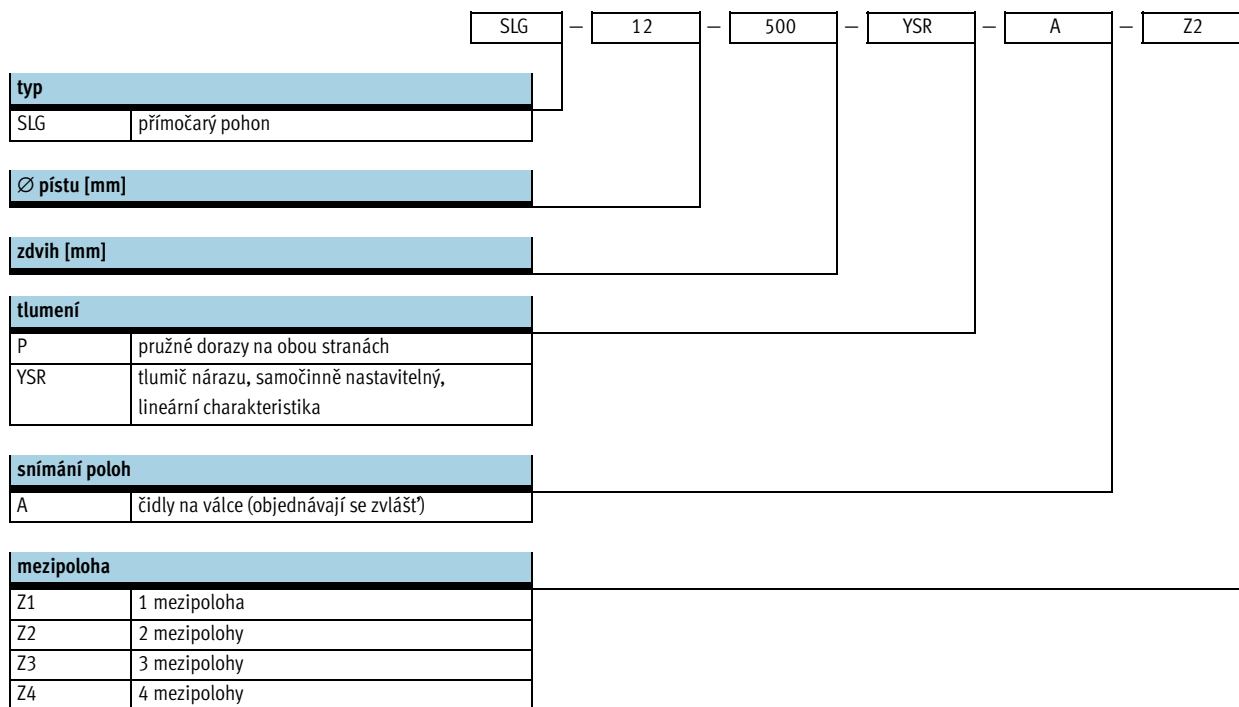 SLG – 12 – 500 – YSR – A – Z2
typ
SLG přímočarý pohon
∅ pístu [mm]
zdvih [mm]
tlumení
P pružné dorazy na obou stranách
YSR tlumič nárazu, samočinně nastavitelný,
lineární charakteristika
snímání poloh
A čidly na válce (objednávají se zvlášť)
mezipoloha
Z1 1 mezipoloha
Z2 2 mezipolohy
Z3 3 mezipolohy
Z4 4 mezipolohy